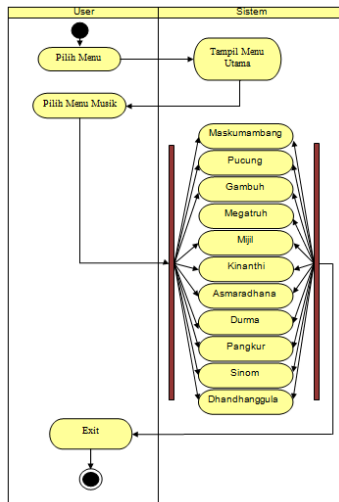 User
Sistem
Pilih Menu
Tampil Menu
Utama
Pilih Menu Musik
Maskumambang
Pucung
Gambuh
Megatruh
Mijil
Kinanthi
Asmaradhana
Durma
Pangkur
Sinom
Dhandhanggula
Exit